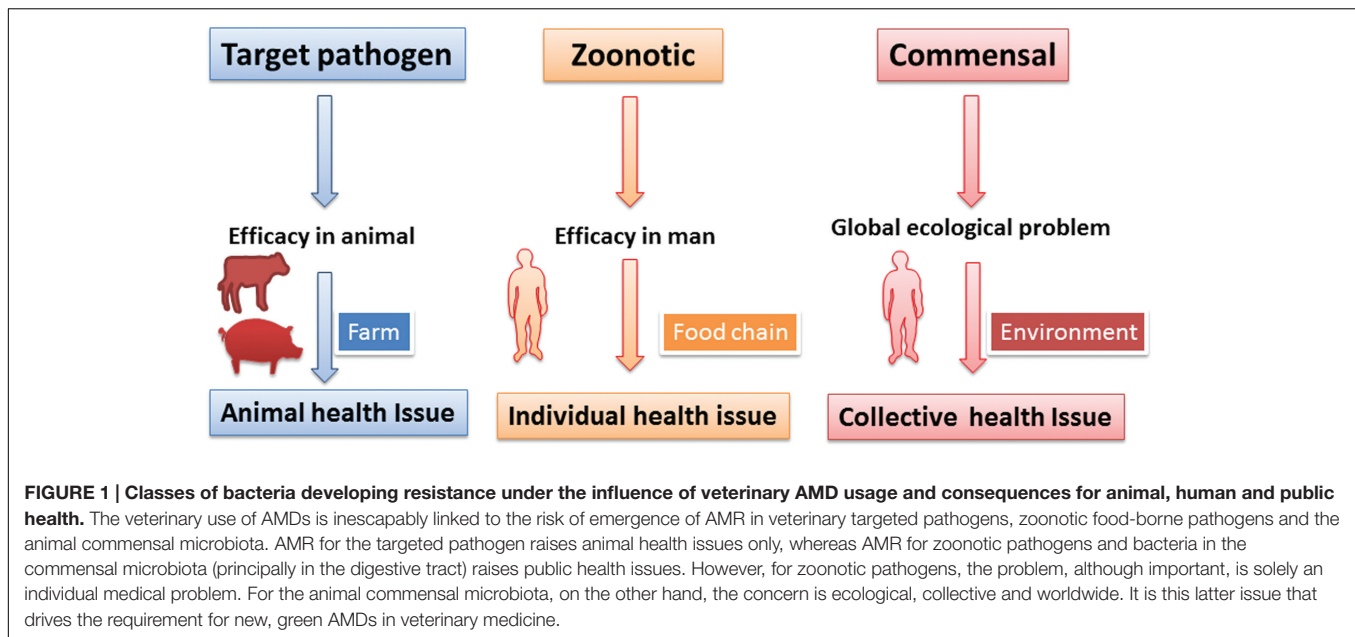 Target pathogen
Zoonotic
Commensal
Efficacy in animal
Efficacy in man
Global ecological problem
Farm
Food chain
Environment
Animal health Issue
Individual health issue
Collective health Issue
FIGURE 1 | Classes of bacteria developing resistance under the influence of veterinary AMD usage and consequences for animal, human and public
health. The veterinary use of AMDs is inescapably linked to the risk of emergence of AMR in veterinary targeted pathogens, zoonotic food-borne pathogens and the
animal commensal microbiota. AMR for the targeted pathogen raises animal health issues only, whereas AMR for zoonotic pathogens and bacteria in the
commensal microbiota (principally in the digestive tract) raises public health issues. However, for zoonotic pathogens, the problem, although important, is solely an
individual medical problem. For the animal commensal microbiota, on the other hand, the concern is ecological, collective and worldwide. It is this latter issue that
drives the requirement for new, green AMDs in veterinary medicine.